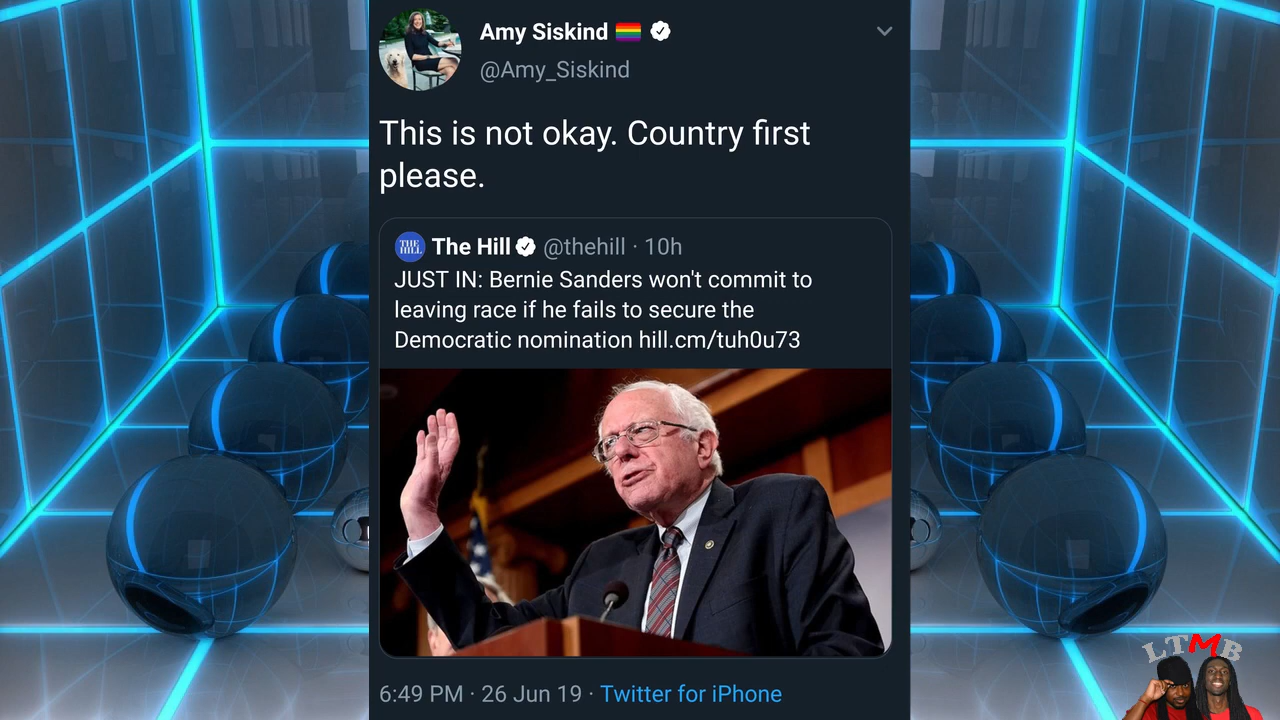 Amy Siskind
@Amy_Siskind
This is not okay. Country first
please.
THE HILL The Hill @thehill · 10h
JUST IN: Bernie Sanders won't commit to
leaving race if he fails to secure the
Democratic nomination hill.cm/tuh0u73
6:49 PM · 26 Jun 19 · Twitter for iPhone
LTMB